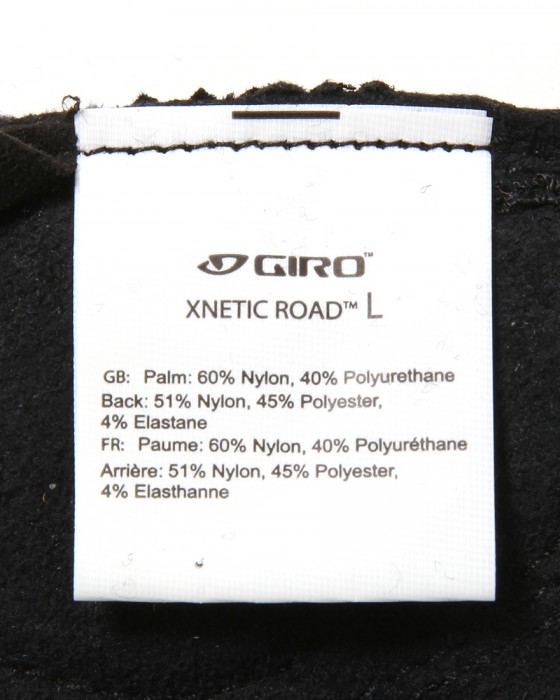 GIRO™
XNETIC ROAD™ L
GB: Palm: 60% Nylon, 40% Polyurethane
Back: 51% Nylon, 45% Polyester,
4% Elastane
FR: Paume: 60% Nylon, 40% Polyuréthane
Arrière: 51% Nylon, 45% Polyester,
4% Elasthanne